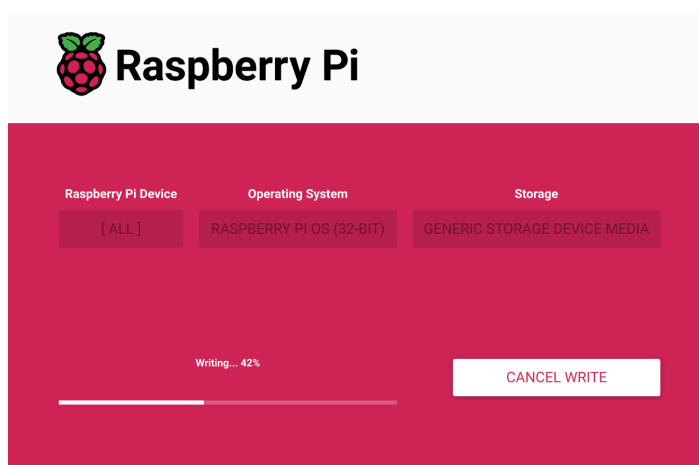 Raspberry Pi
Raspberry Pi Device Operating System Storage
[ ALL ] RASPBERRY PI OS (32-BIT) GENERIC STORAGE DEVICE MEDIA
Writing... 42%
CANCEL WRITE